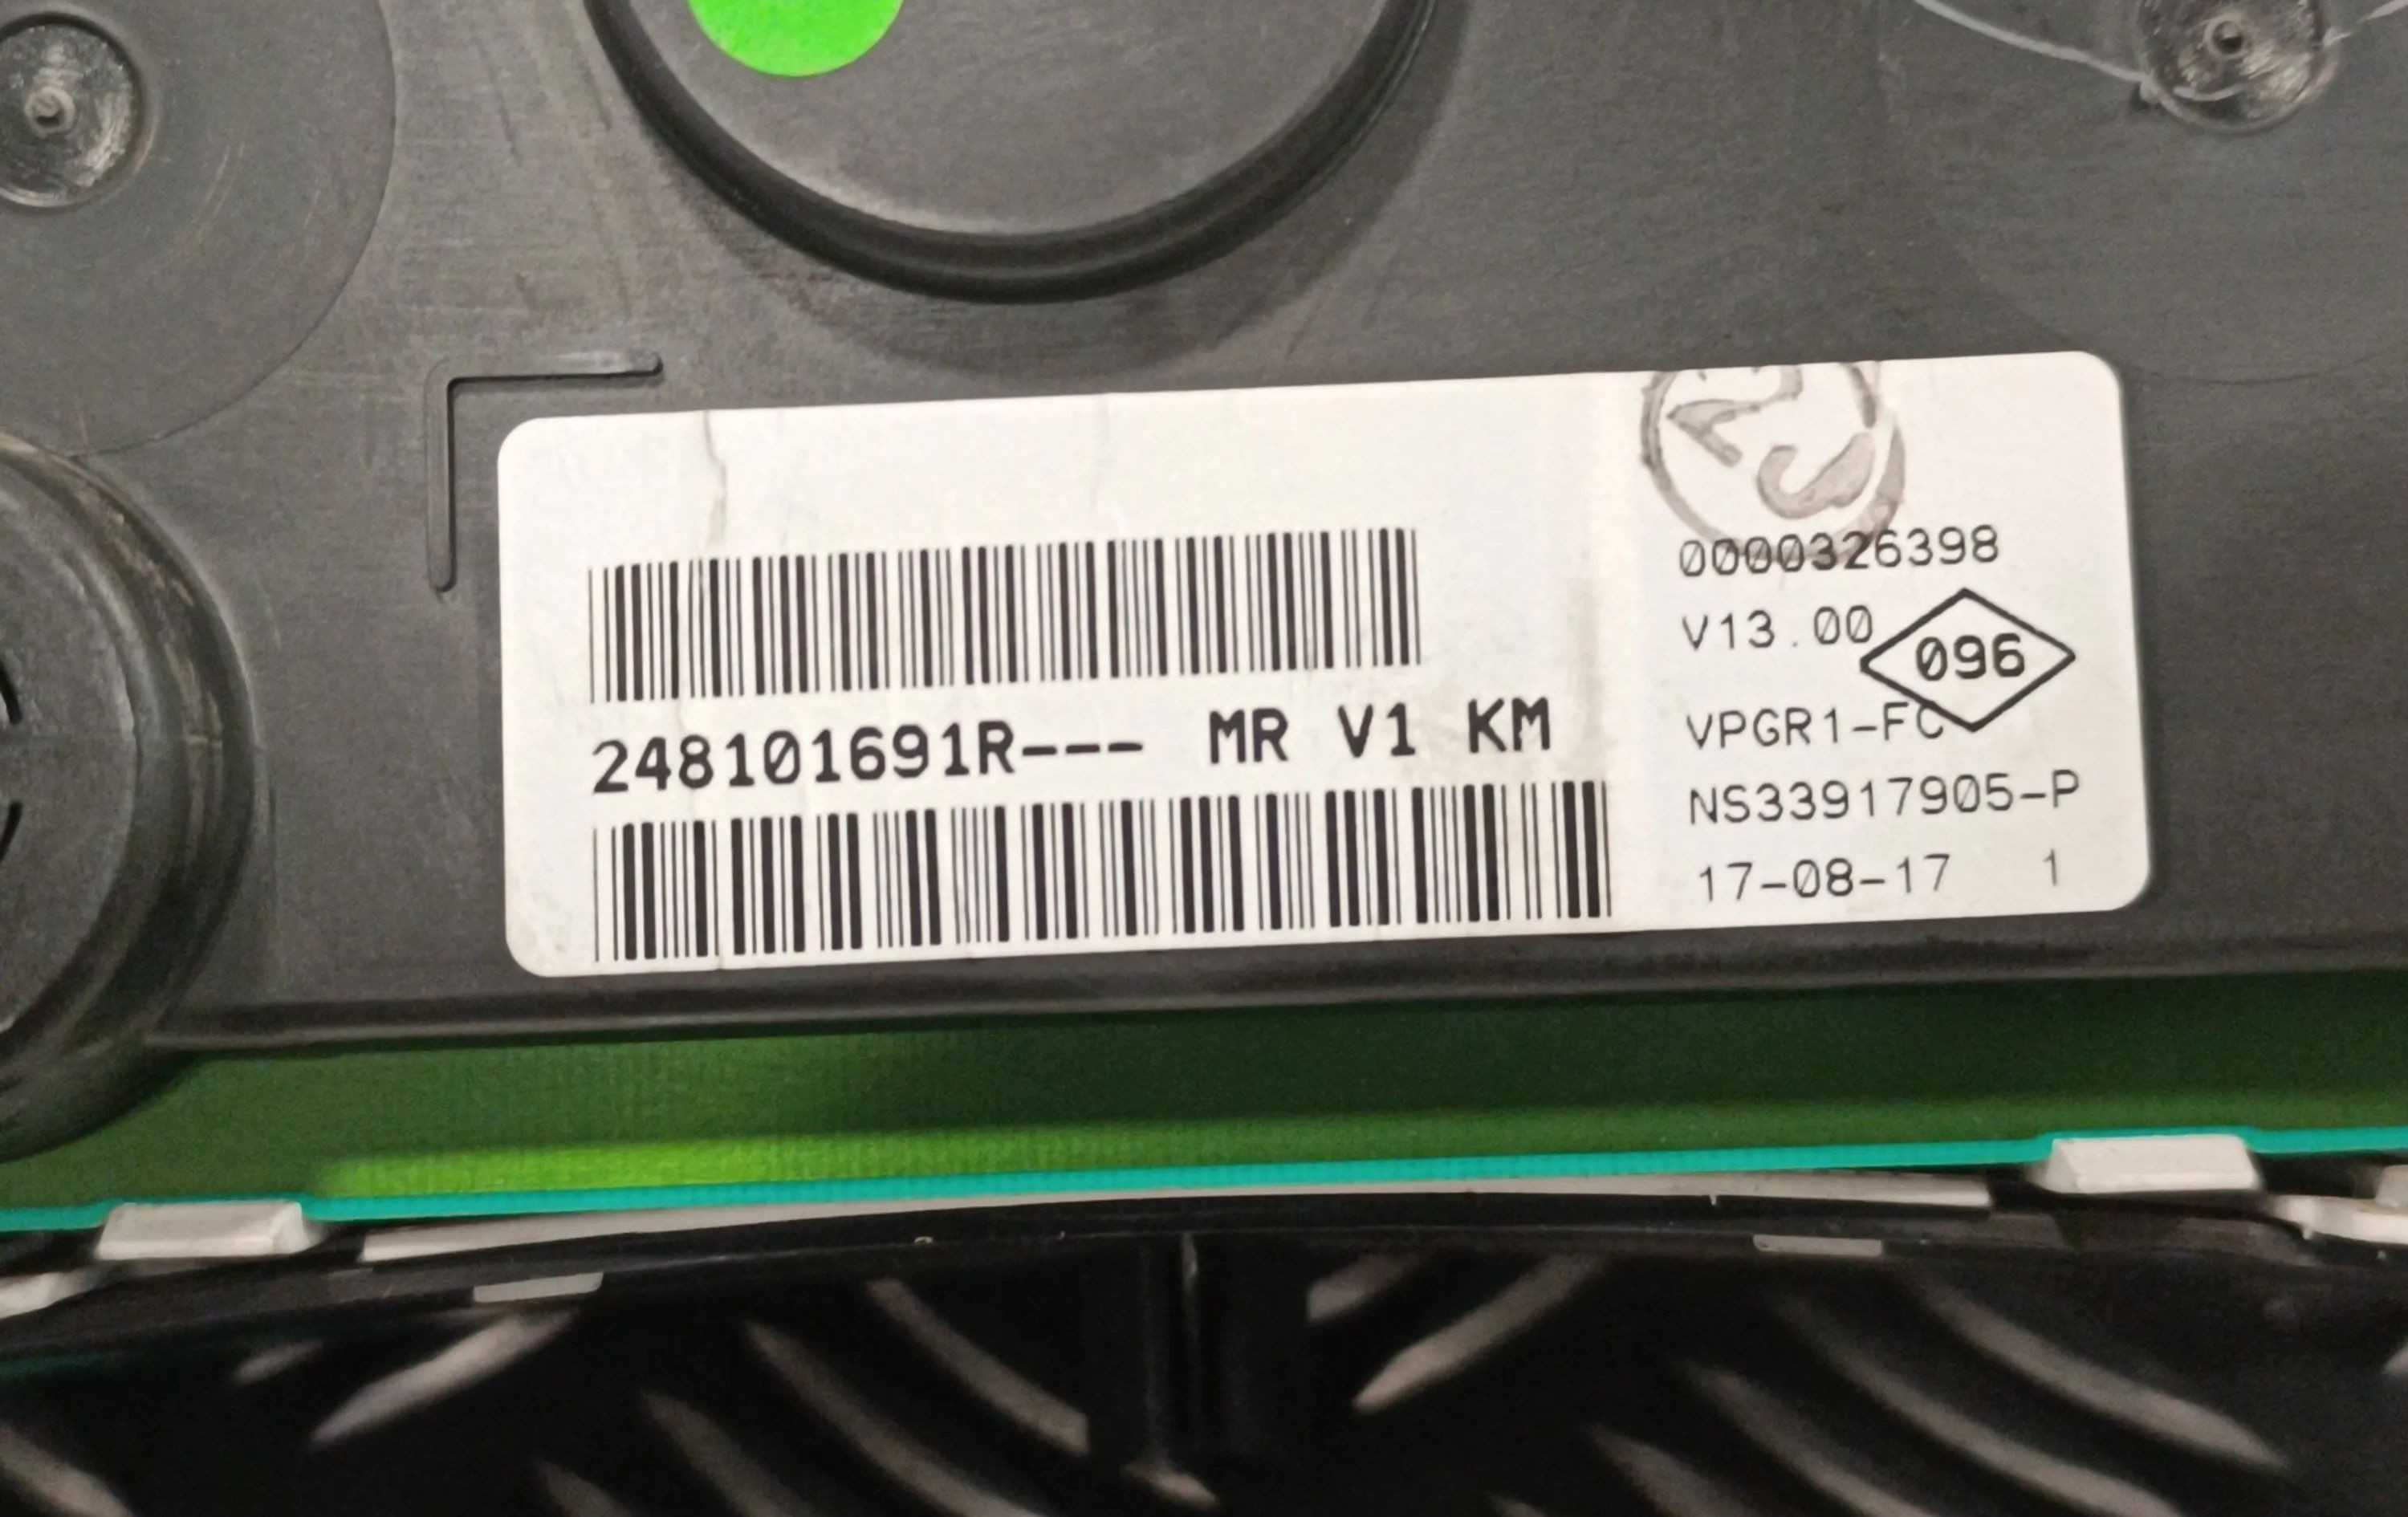 0000326398
V13.00
096
248101691R--- MR V1 KM
VPGR1-FC
NS33917905-P
17-08-17 1